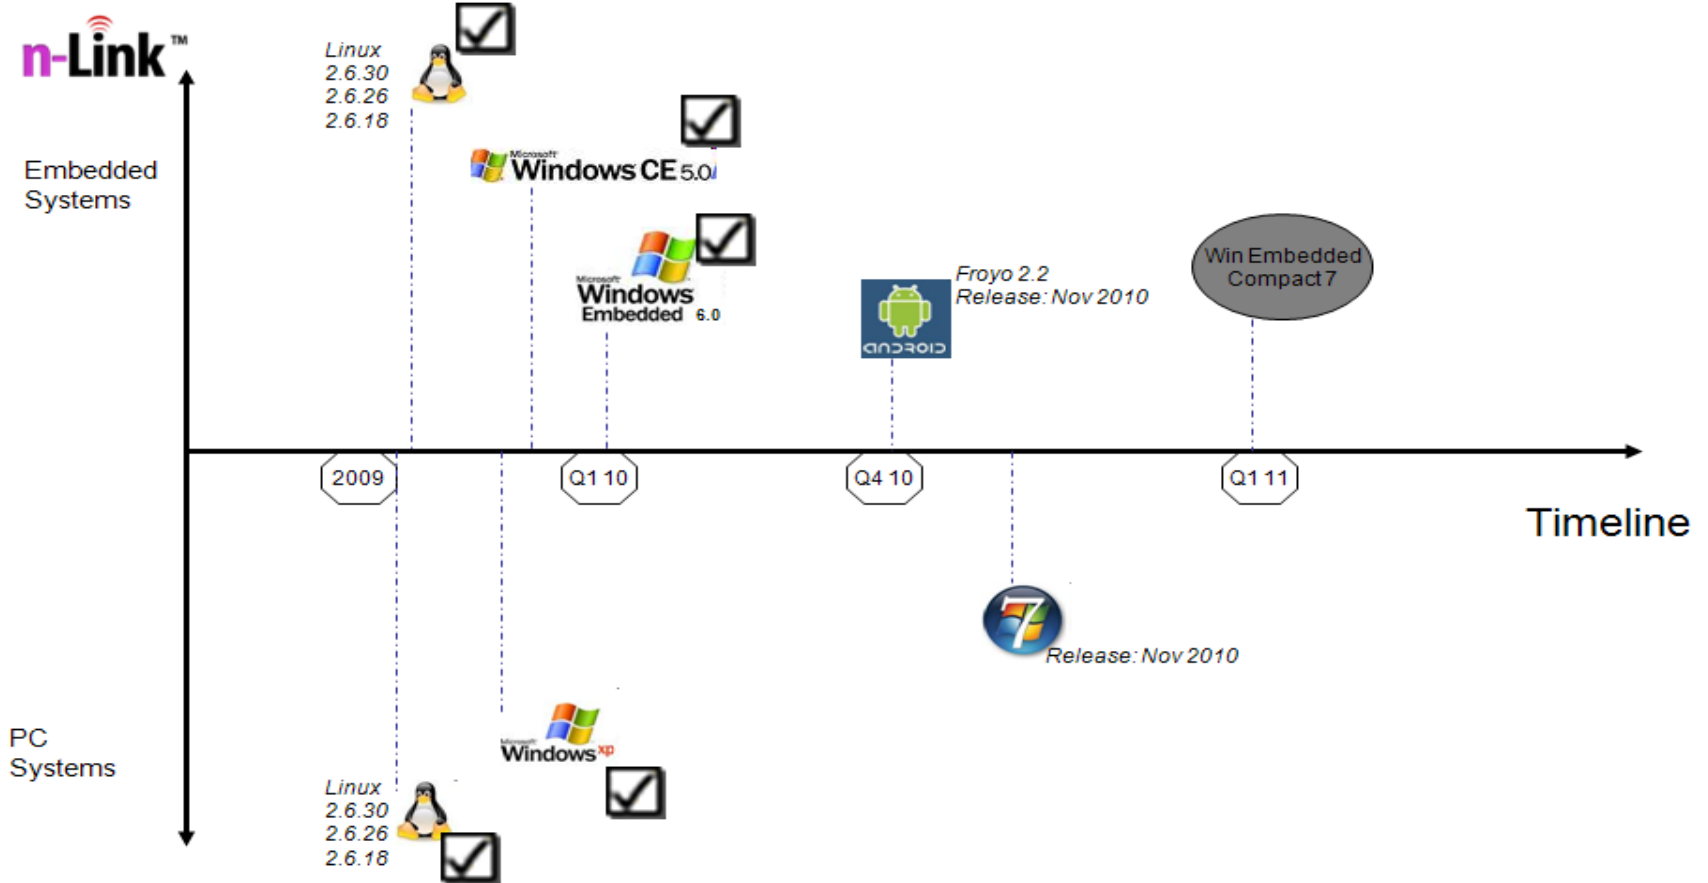 n-Link™
Linux
2.6.30
2.6.26
2.6.18
Embedded
Systems
Microsoft
Windows CE 5.0
Microsoft
Windows
Embedded 6.0
Froyo 2.2
Release: Nov 2010
ANDROID
Win Embedded
Compact 7
2009
Q1 10
Q4 10
Q1 11
Timeline
7
Release: Nov 2010
PC
Systems
Microsoft
Windows xp
Linux
2.6.30
2.6.26
2.6.18